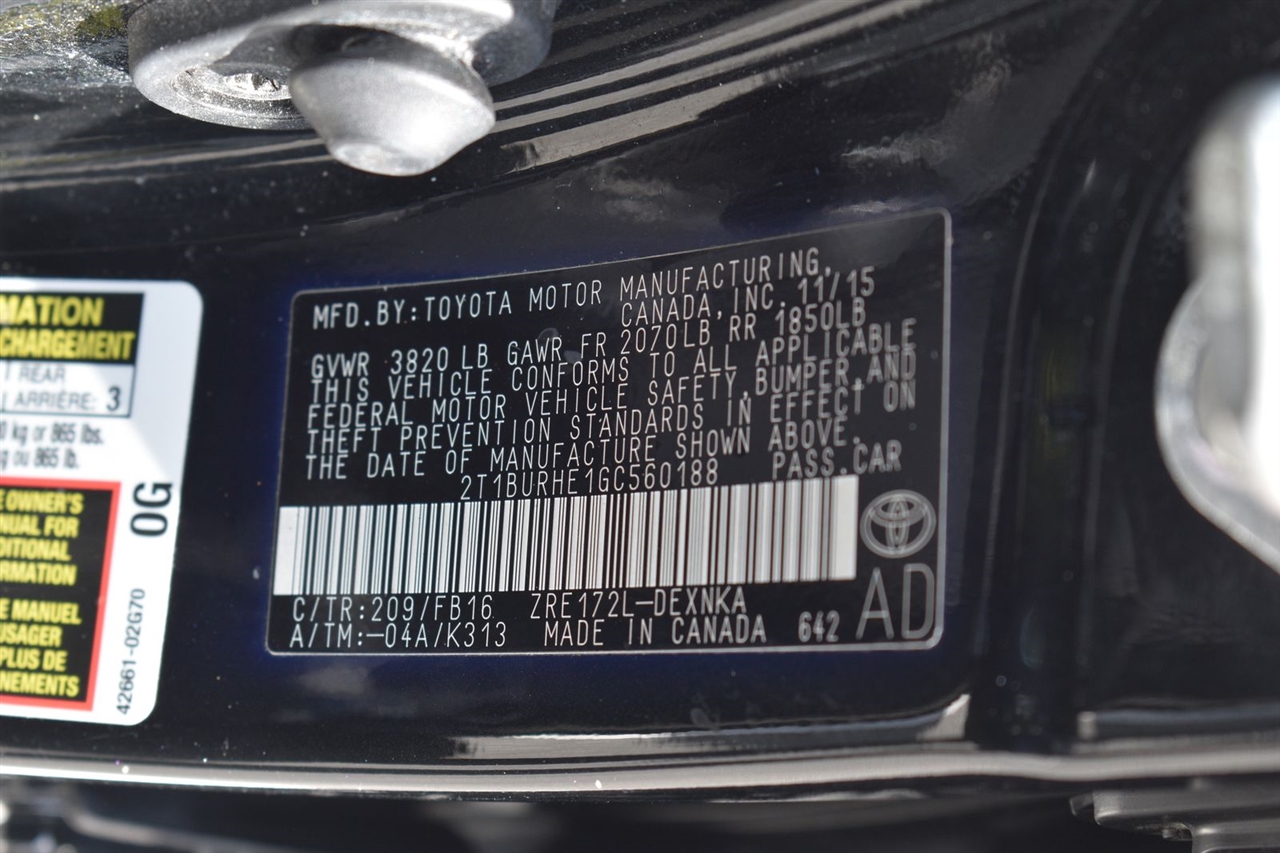 MFD.BY:TOYOTA MOTOR MANUFACTURING,
CANADA,INC. 11/15
GVWR 3820 LB GAWR FR 2070LB RR 1850LB
THIS VEHICLE CONFORMS TO ALL APPLICABLE
FEDERAL MOTOR VEHICLE SAFETY,BUMPER,AND
THEFT PREVENTION STANDARDS IN EFFECT ON
THE DATE OF MANUFACTURE SHOWN ABOVE.
2T1BURHE1GC560188 PASS.CAR
C/TR:209/FB16 ZRE172L-DEXNKA
A/TM:-04A/K313 MADE IN CANADA 642 AD
MATION
CHARGEMENT
REAR
ARRIÈRE: 3
kg or 865 lbs.
ou 865 lb.
OWNER'S
NUAL FOR
DITIONAL
RMATION
E MANUEL
USAGER
PLUS DE
NEMENTS
0G
42661-02G70